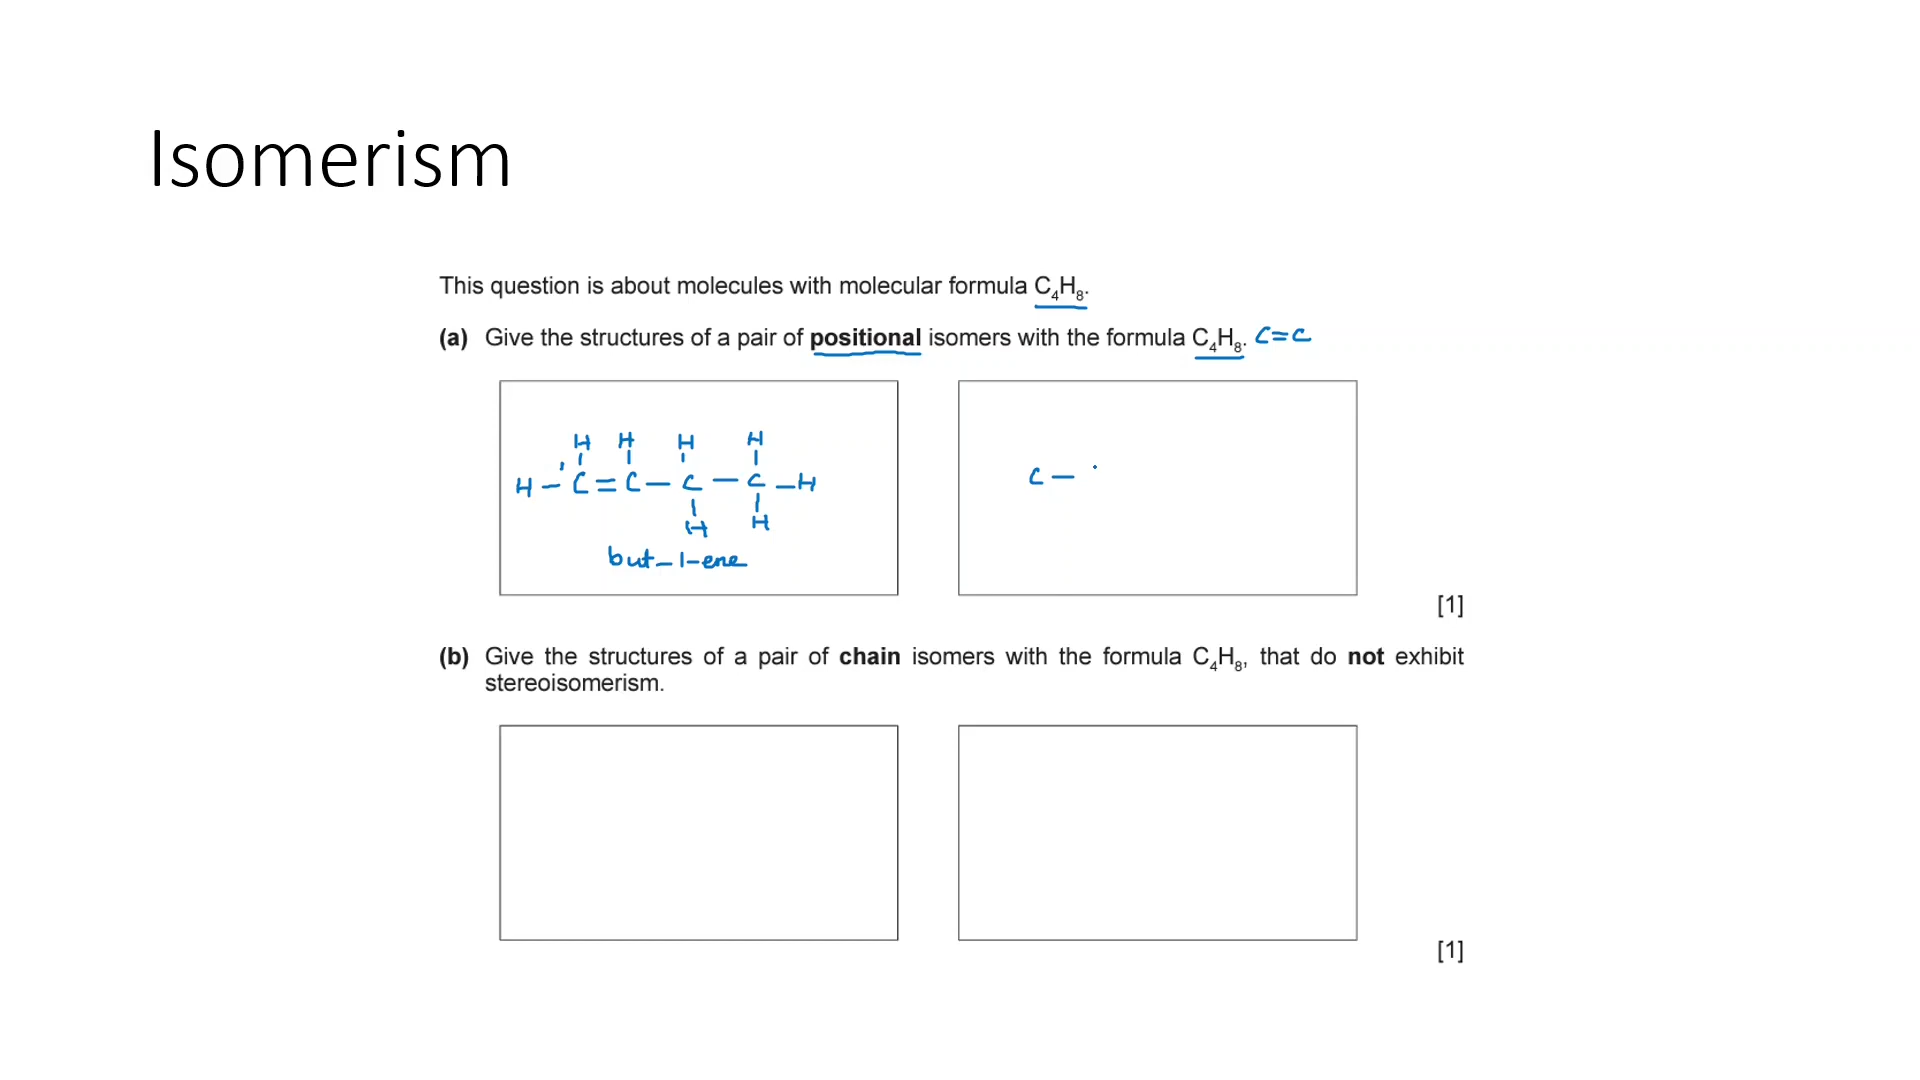 Isomerism
This question is about molecules with molecular formula C₄H₈.
(a) Give the structures of a pair of positional isomers with the formula C₄H₈. C=C
H H H H
H – C = C – C – C – H
H H
but-1-ene
C –
[1]
(b) Give the structures of a pair of chain isomers with the formula C₄H₈, that do not exhibit
stereoisomerism.
[1]